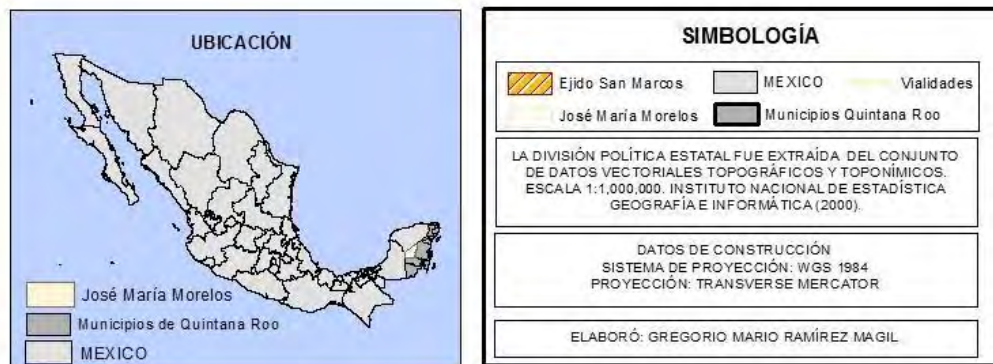 UBICACIÓN
José María Morelos
Municipios de Quintana Roo
MEXICO
SIMBOLOGÍA
Ejido San Marcos
MEXICO
Vialidades
José María Morelos
Municipios Quintana Roo
LA DIVISIÓN POLÍTICA ESTATAL FUE EXTRAÍDA DEL CONJUNTO
DE DATOS VECTORIALES TOPOGRÁFICOS Y TOPONÍMICOS.
ESCALA 1:1,000,000. INSTITUTO NACIONAL DE ESTADÍSTICA
GEOGRAFÍA E INFORMÁTICA (2000).
DATOS DE CONSTRUCCIÓN
SISTEMA DE PROYECCIÓN: WGS 1984
PROYECCIÓN: TRANSVERSE MERCATOR
ELABORÓ: GREGORIO MARIO RAMÍREZ MAGIL